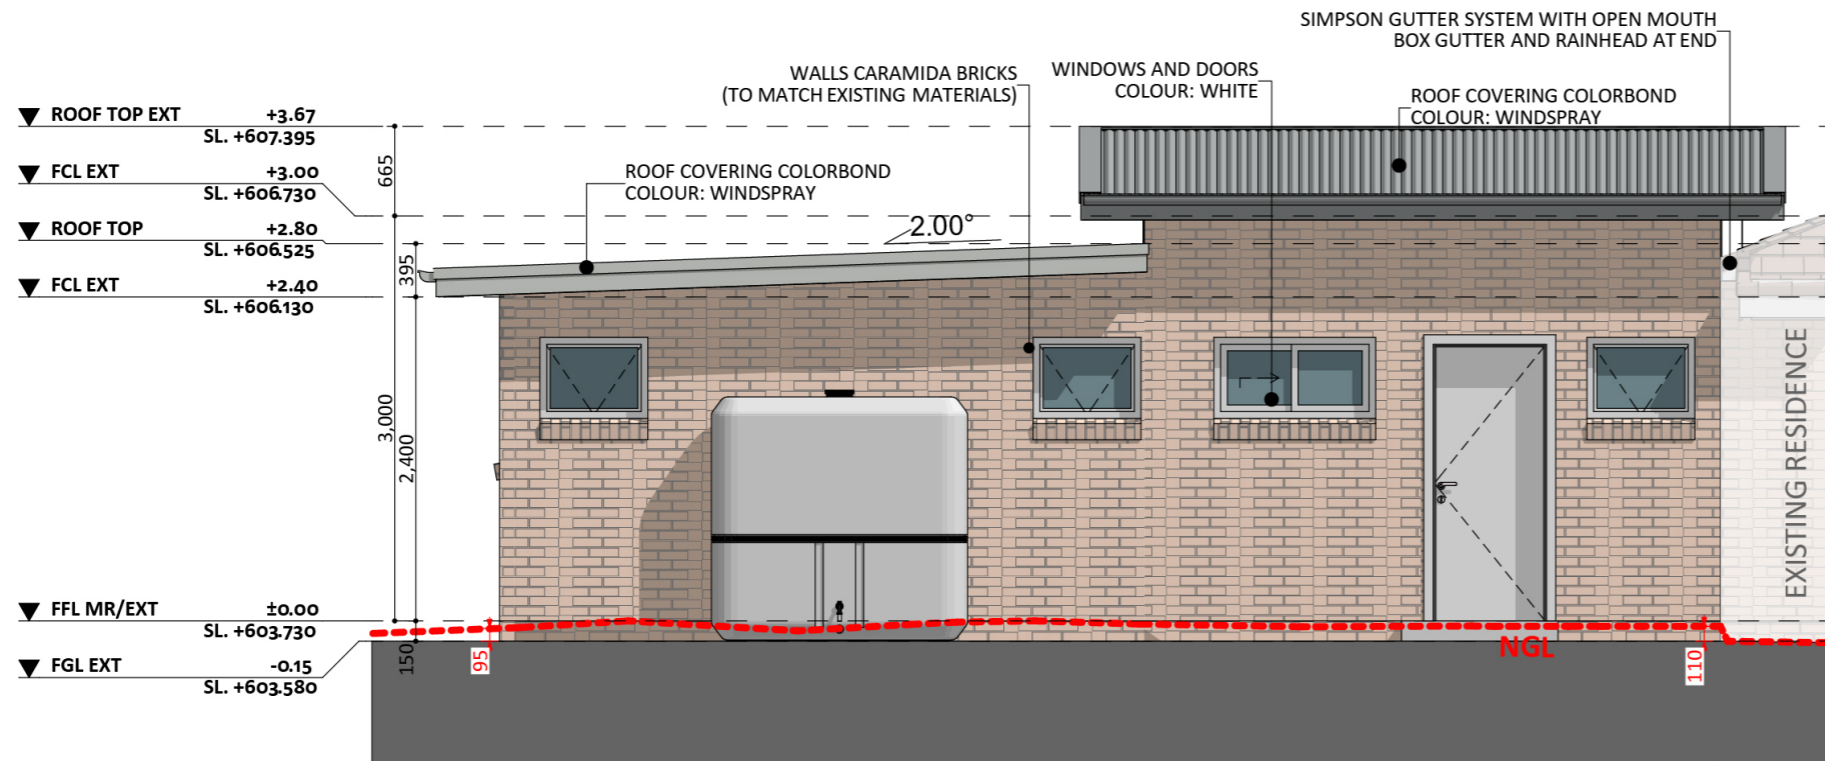 SIMPSON GUTTER SYSTEM WITH OPEN MOUTH
BOX GUTTER AND RAINHEAD AT END
WALLS CARAMIDA BRICKS
(TO MATCH EXISTING MATERIALS)
WINDOWS AND DOORS
COLOUR: WHITE
ROOF COVERING COLORBOND
COLOUR: WINDSPRAY
ROOF TOP EXT +3.67
SL. +607.395
FCL EXT +3.00
SL. +606.730
ROOF TOP +2.80
SL. +606.525
FCL EXT +2.40
SL. +606.130
665
395
3,000
2,400
ROOF COVERING COLORBOND
COLOUR: WINDSPRAY
2.00°
EXISTING RESIDENCE
FFL MR/EXT ±0.00
SL. +603.730
FGL EXT -0.15
SL. +603.580
150
95
NGL
110